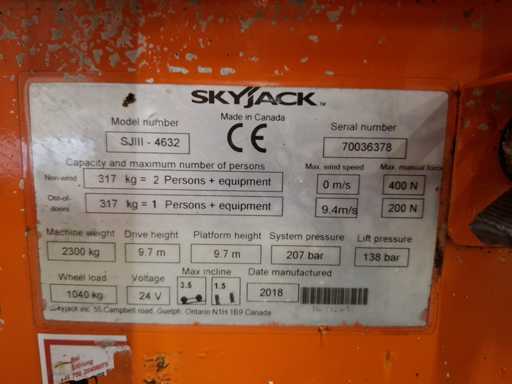 SKYJACK™
Made in Canada
CE
Model number
SJIII - 4632
Serial number
70036378
Capacity and maximum number of persons
Max. wind speed
Max. manual force
Non-wind
317 kg = 2 Persons + equipment
0 m/s
400 N
Out-of-doors
317 kg = 1 Persons + equipment
9.4m/s
200 N
Machine weight
Drive height
Platform height
System pressure
Lift pressure
2300 kg
9.7 m
9.7 m
207 bar
138 bar
Wheel load
Voltage
Max incline
Date manufactured
1040 kg
24 V
3.5
1.5
2018
Skyjack inc. 55 Campbell road, Guelph, Ontario N1H 1B9 Canada
Bei
Störung